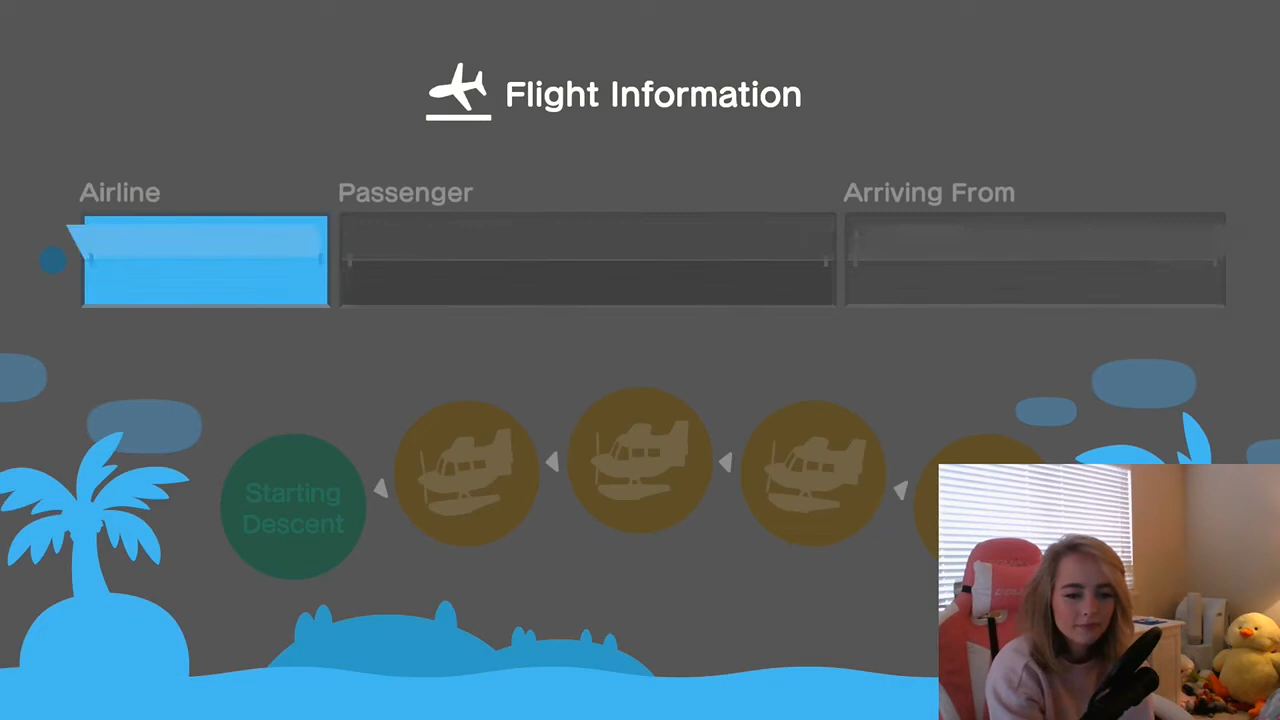 Flight Information
Airline
Passenger
Arriving From
Starting
Descent